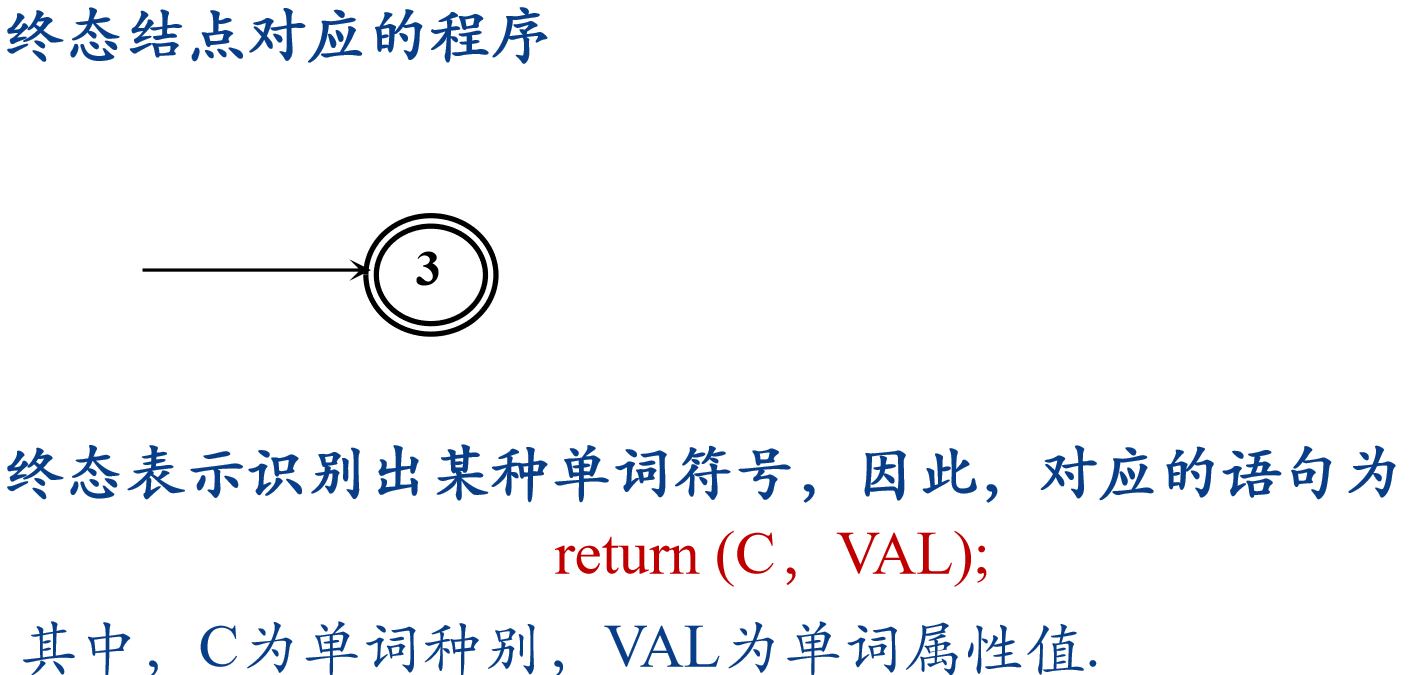 终态结点对应的程序
3
终态表示识别出某种单词符号，因此，对应的语句为
return (C，VAL);
其中，C为单词种别，VAL为单词属性值.